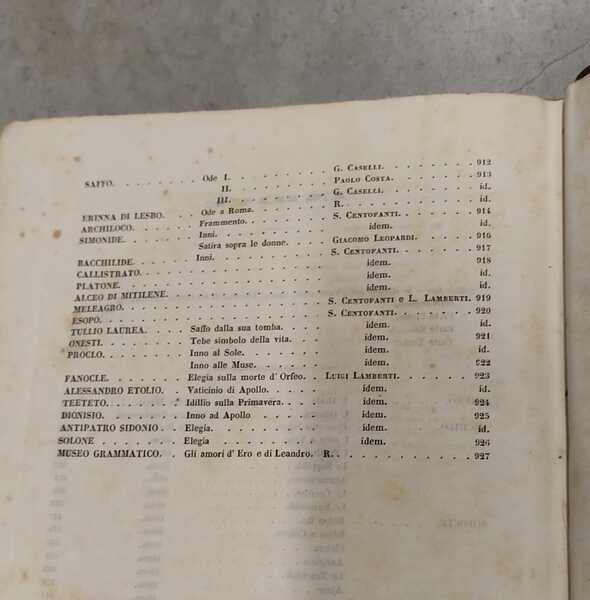 SAFFO. Ode I. G. CASELLI. 912
II. PAOLO COSTA. 913
III. G. CASELLI. id.
ERINNA DI LESBO. Ode a Roma. R. id.
ARCHILOCO. Frammento. S. CENTOFANTI. 914
SIMONIDE. Inni. idem. id.
Satira sopra le donne. GIACOMO LEOPARDI. 916
BACCHILIDE. Inni. S. CENTOFANTI. 917
CALLISTRATO. idem. 918
PLATONE. idem. id.
ALCEO DI MITILENE. idem. id.
MELEAGRO. S. CENTOFANTI e L. LAMBERTI. 919
ESOPO. S. CENTOFANTI. 920
TULLIO LAUREA. Saffo dalla sua tomba. idem. id.
ONESTI. Tebe simbolo della vita. idem. 921
PROCLO. Inno al Sole. idem. id.
Inno alle Muse. idem. 922
FANOCLE. Elegia sulla morte d' Orfeo. LUIGI LAMBERTI. 923
ALESSANDRO ETOLIO. Vaticinio di Apollo. idem. id.
TEETETO. Idillio sulla Primavera. idem. 924
DIONISIO. Inno ad Apollo idem. 925
ANTIPATRO SIDONIO. Elegia. idem. id.
SOLONE Elegia idem. 926
MUSEO GRAMMATICO. Gli amori d' Ero e di Leandro. R. 927